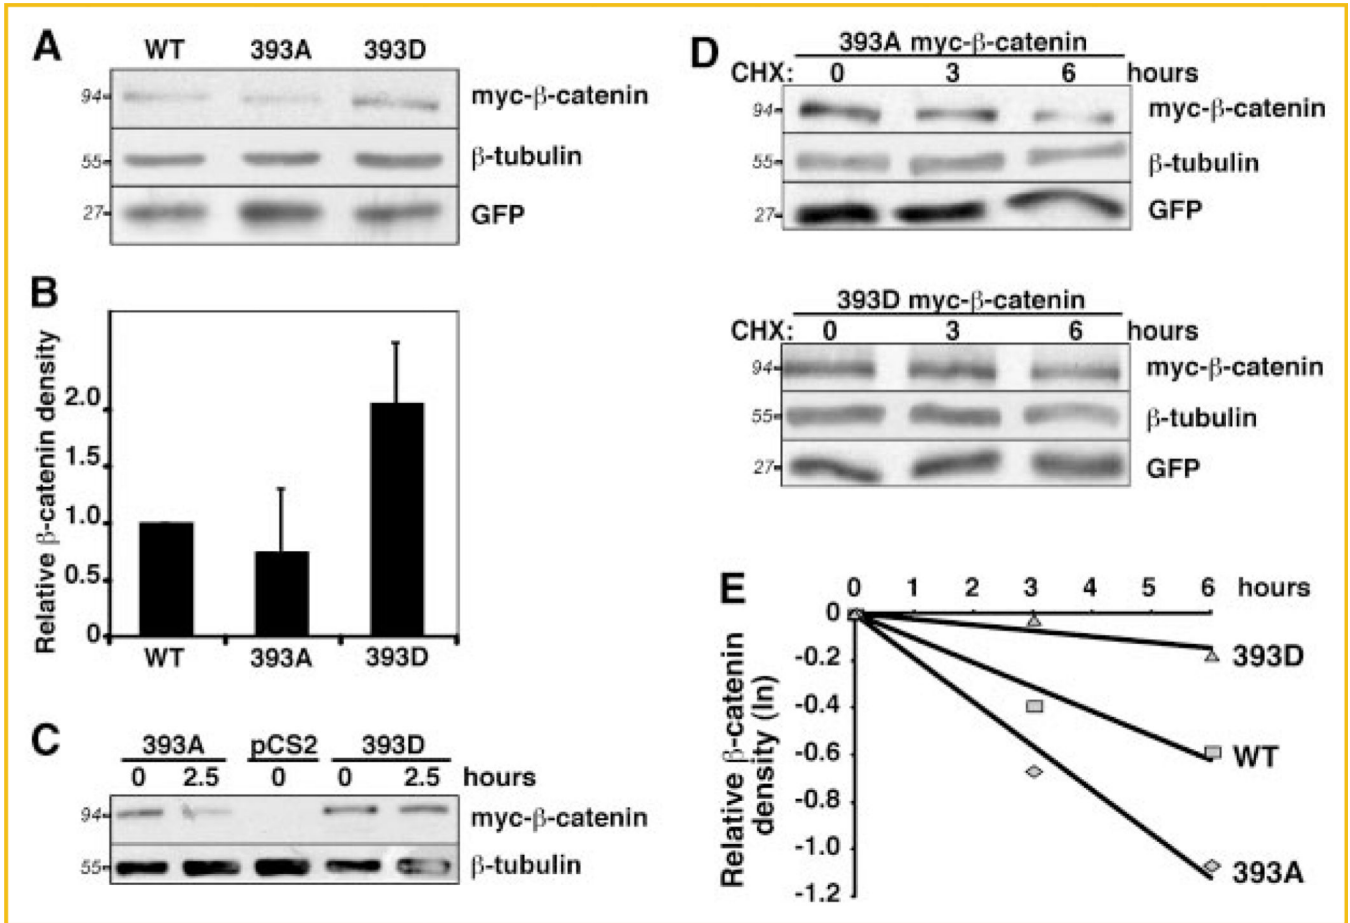 A
WT 393A 393D
94- myc-β-catenin
55- β-tubulin
27- GFP
B
Relative β-catenin density
2.0
1.5
1.0
0.5
0
WT 393A 393D
C
393A pCS2 393D
0 2.5 0 0 2.5 hours
94- myc-β-catenin
55- β-tubulin
D
393A myc-β-catenin
CHX: 0 3 6 hours
94- myc-β-catenin
55- β-tubulin
27- GFP
393D myc-β-catenin
CHX: 0 3 6 hours
94- myc-β-catenin
55- β-tubulin
27- GFP
E
0 1 2 3 4 5 6 hours
Relative β-catenin
density (ln)
0
-0.2
-0.4
-0.6
-0.8
-1.0
-1.2
393D
WT
393A